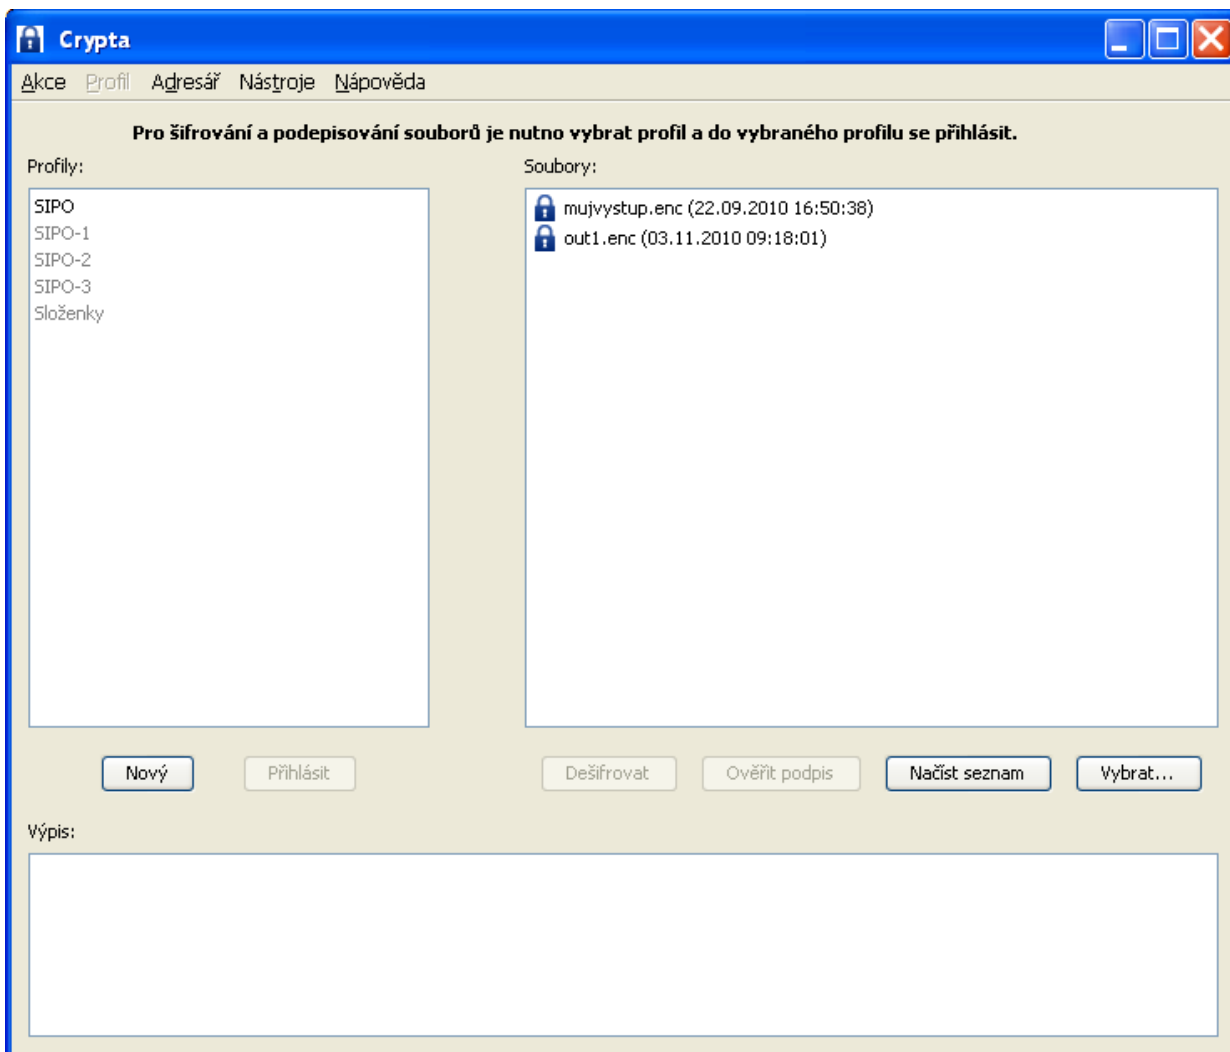 Crypta
Akce Profil Adresář Nástroje Nápověda
Pro šifrování a podepisování souborů je nutno vybrat profil a do vybraného profilu se přihlásit.
Profily:
SIPO
SIPO-1
SIPO-2
SIPO-3
Složenky
Soubory:
mujvystup.enc (22.09.2010 16:50:38)
out1.enc (03.11.2010 09:18:01)
Nový Přihlásit Dešifrovat Ověřit podpis Načíst seznam Vybrat...
Výpis: